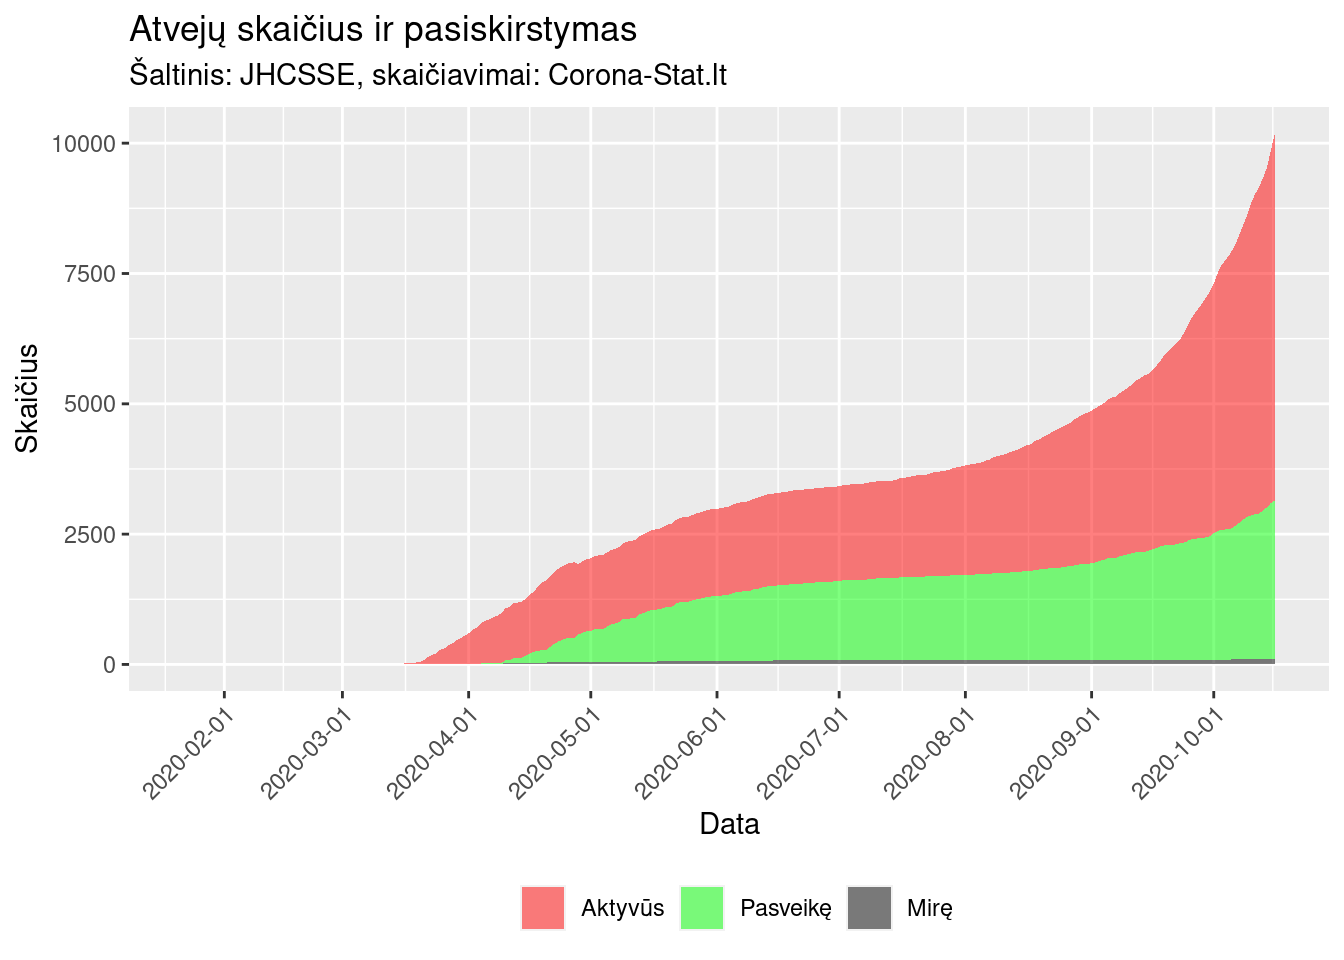 Atvejų skaičius ir pasiskirstymas
Šaltinis: JHCSSE, skaičiavimai: Corona-Stat.lt
Skaičius
10000
7500
5000
2500
0
2020-02-01
2020-03-01
2020-04-01
2020-05-01
2020-06-01
2020-07-01
2020-08-01
2020-09-01
2020-10-01
Data
Aktyvūs
Pasveikę
Mirę